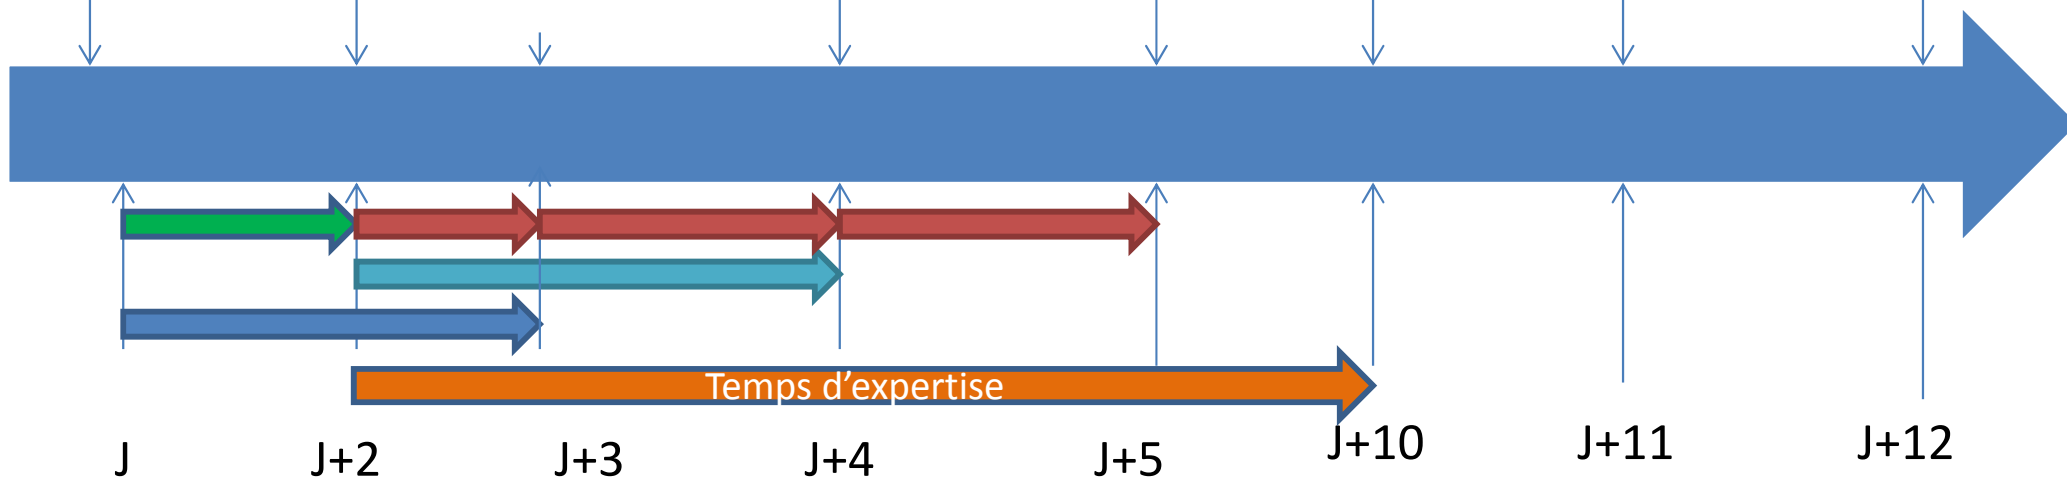 Temps d’expertise
J J+2 J+3 J+4 J+5 J+10 J+11 J+12